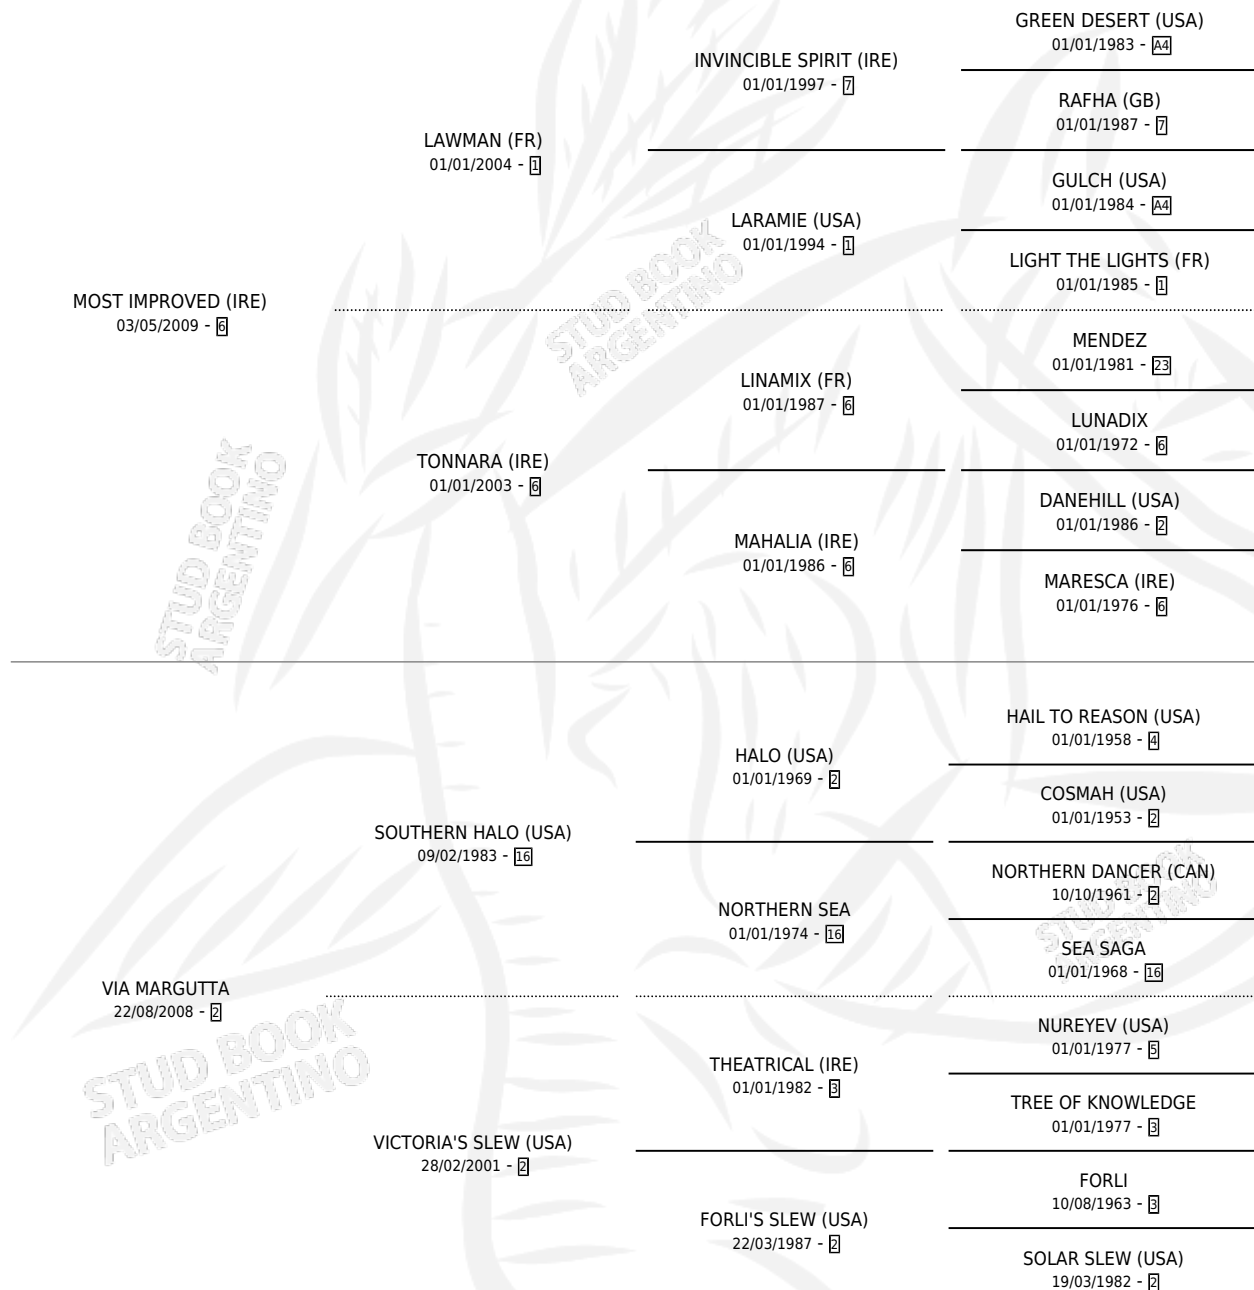 GREEN DESERT (USA)
01/01/1983 - A4
INVINCIBLE SPIRIT (IRE)
01/01/1997 - 7
RAFHA (GB)
01/01/1987 - 7
LAWMAN (FR)
01/01/2004 - 1
GULCH (USA)
01/01/1984 - A4
LARAMIE (USA)
01/01/1994 - 1
LIGHT THE LIGHTS (FR)
01/01/1985 - 1
MOST IMPROVED (IRE)
03/05/2009 - 6
MENDEZ
01/01/1981 - 23
LINAMIX (FR)
01/01/1987 - 6
LUNADIX
01/01/1972 - 6
TONNARA (IRE)
01/01/2003 - 6
DANEHILL (USA)
01/01/1986 - 2
MAHALIA (IRE)
01/01/1986 - 6
MARESCA (IRE)
01/01/1976 - 6
STUD BOOK
ARGENTINO
STUD BOOK
ARGENTINO
HAIL TO REASON (USA)
01/01/1958 - 4
HALO (USA)
01/01/1969 - 2
COSMAH (USA)
01/01/1953 - 2
SOUTHERN HALO (USA)
09/02/1983 - 16
NORTHERN DANCER (CAN)
10/10/1961 - 2
NORTHERN SEA
01/01/1974 - 16
SEA SAGA
01/01/1968 - 16
STUD BOOK
ARGENTINO
VIA MARGUTTA
22/08/2008 - 2
NUREYEV (USA)
01/01/1977 - 5
THEATRICAL (IRE)
01/01/1982 - 3
TREE OF KNOWLEDGE
01/01/1977 - 3
STUD BOOK
ARGENTINO
VICTORIA'S SLEW (USA)
28/02/2001 - 2
FORLI
10/08/1963 - 3
FORLI'S SLEW (USA)
22/03/1987 - 2
SOLAR SLEW (USA)
19/03/1982 - 2